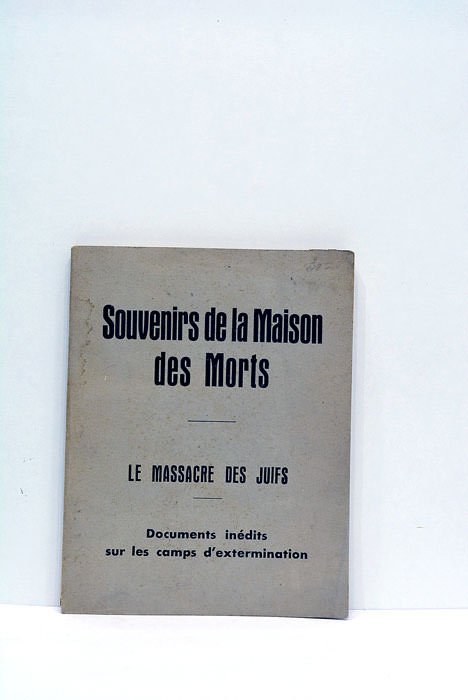 Souvenirs de la Maison
des Morts
LE MASSACRE DES JUIFS
Documents inédits
sur les camps d'extermination